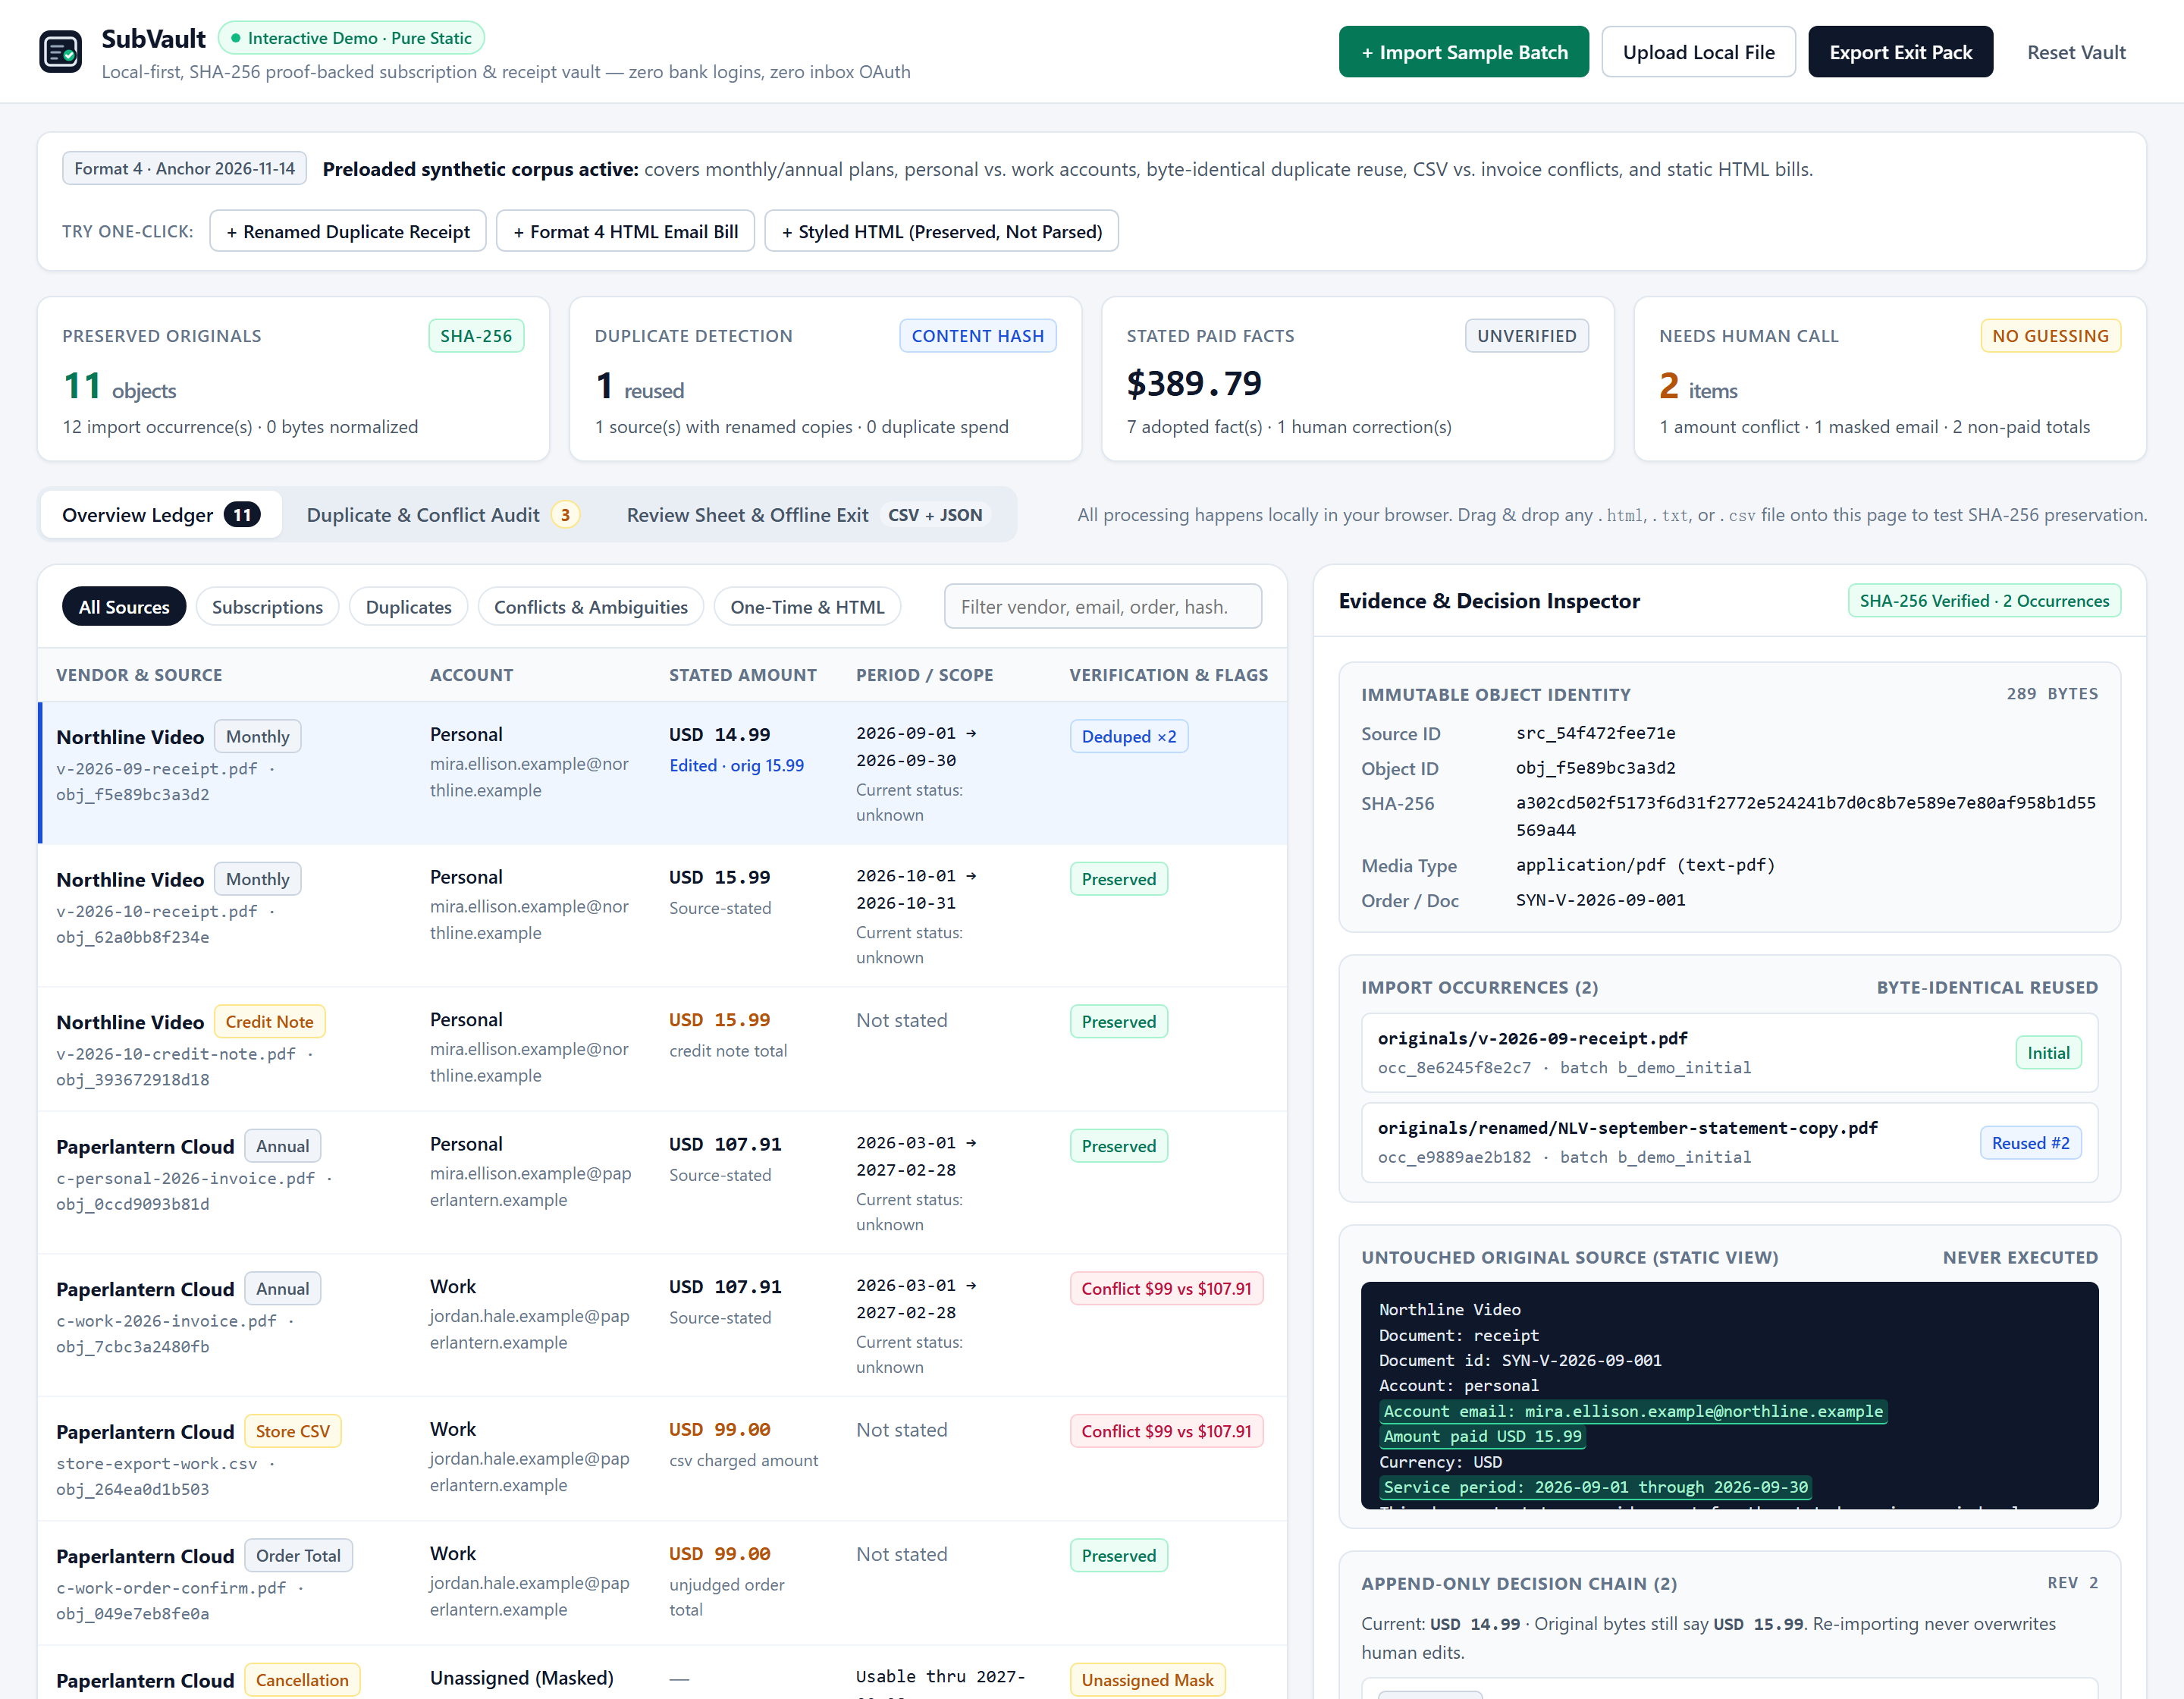 SubVault
Interactive Demo · Pure Static
Local-first, SHA-256 proof-backed subscription & receipt vault — zero bank logins, zero inbox OAuth
+ Import Sample Batch
Upload Local File
Export Exit Pack
Reset Vault
Format 4 · Anchor 2026-11-14
Preloaded synthetic corpus active: covers monthly/annual plans, personal vs. work accounts, byte-identical duplicate reuse, CSV vs. invoice conflicts, and static HTML bills.
TRY ONE-CLICK:
+ Renamed Duplicate Receipt
+ Format 4 HTML Email Bill
+ Styled HTML (Preserved, Not Parsed)
PRESERVED ORIGINALS
SHA-256
11 objects
12 import occurrence(s) · 0 bytes normalized
DUPLICATE DETECTION
CONTENT HASH
1 reused
1 source(s) with renamed copies · 0 duplicate spend
STATED PAID FACTS
UNVERIFIED
$389.79
7 adopted fact(s) · 1 human correction(s)
NEEDS HUMAN CALL
NO GUESSING
2 items
1 amount conflict · 1 masked email · 2 non-paid totals
Overview Ledger 11
Duplicate & Conflict Audit 3
Review Sheet & Offline Exit CSV + JSON
All processing happens locally in your browser. Drag & drop any .html, .txt, or .csv file onto this page to test SHA-256 preservation.
All Sources
Subscriptions
Duplicates
Conflicts & Ambiguities
One-Time & HTML
Filter vendor, email, order, hash.
VENDOR & SOURCE
ACCOUNT
STATED AMOUNT
PERIOD / SCOPE
VERIFICATION & FLAGS
Northline Video Monthly
v-2026-09-receipt.pdf ·
obj_f5e89bc3a3d2
Personal
mira.ellison.example@nor
thline.example
USD 14.99
Edited · orig 15.99
2026-09-01 →
2026-09-30
Current status:
unknown
Deduped ×2
Northline Video Monthly
v-2026-10-receipt.pdf ·
obj_62a0bb8f234e
Personal
mira.ellison.example@nor
thline.example
USD 15.99
Source-stated
2026-10-01 →
2026-10-31
Current status:
unknown
Preserved
Northline Video Credit Note
v-2026-10-credit-note.pdf ·
obj_393672918d18
Personal
mira.ellison.example@nor
thline.example
USD 15.99
credit note total
Not stated
Preserved
Paperlantern Cloud Annual
c-personal-2026-invoice.pdf ·
obj_0ccd9093b81d
Personal
mira.ellison.example@pap
erlantern.example
USD 107.91
Source-stated
2026-03-01 →
2027-02-28
Current status:
unknown
Preserved
Paperlantern Cloud Annual
c-work-2026-invoice.pdf ·
obj_7cbc3a2480fb
Work
jordan.hale.example@pap
erlantern.example
USD 107.91
Source-stated
2026-03-01 →
2027-02-28
Current status:
unknown
Conflict $99 vs $107.91
Paperlantern Cloud Store CSV
store-export-work.csv ·
obj_264ea0d1b503
Work
jordan.hale.example@pap
erlantern.example
USD 99.00
csv charged amount
Not stated
Conflict $99 vs $107.91
Paperlantern Cloud Order Total
c-work-order-confirm.pdf ·
obj_049e7eb8fe0a
Work
jordan.hale.example@pap
erlantern.example
USD 99.00
unjudged order
total
Not stated
Preserved
Paperlantern Cloud Cancellation
Unassigned (Masked)
—
Usable thru 2027-
Unassigned Mask
Evidence & Decision Inspector
SHA-256 Verified · 2 Occurrences
IMMUTABLE OBJECT IDENTITY
289 BYTES
Source ID
src_54f472fee71e
Object ID
obj_f5e89bc3a3d2
SHA-256
a302cd502f5173f6d31f2772e524241b7d0c8b7e589e7e80af958b1d55
569a44
Media Type
application/pdf (text-pdf)
Order / Doc
SYN-V-2026-09-001
IMPORT OCCURRENCES (2)
BYTE-IDENTICAL REUSED
originals/v-2026-09-receipt.pdf
occ_8e6245f8e2c7 · batch b_demo_initial
Initial
originals/renamed/NLV-september-statement-copy.pdf
occ_e9889ae2b182 · batch b_demo_initial
Reused #2
UNTOUCHED ORIGINAL SOURCE (STATIC VIEW)
NEVER EXECUTED
Northline Video
Document: receipt
Document id: SYN-V-2026-09-001
Account: personal
Account email: mira.ellison.example@northline.example
Amount paid USD 15.99
Currency: USD
Service period: 2026-09-01 through 2026-09-30
APPEND-ONLY DECISION CHAIN (2)
REV 2
Current: USD 14.99 · Original bytes still say USD 15.99. Re-importing never overwrites
human edits.